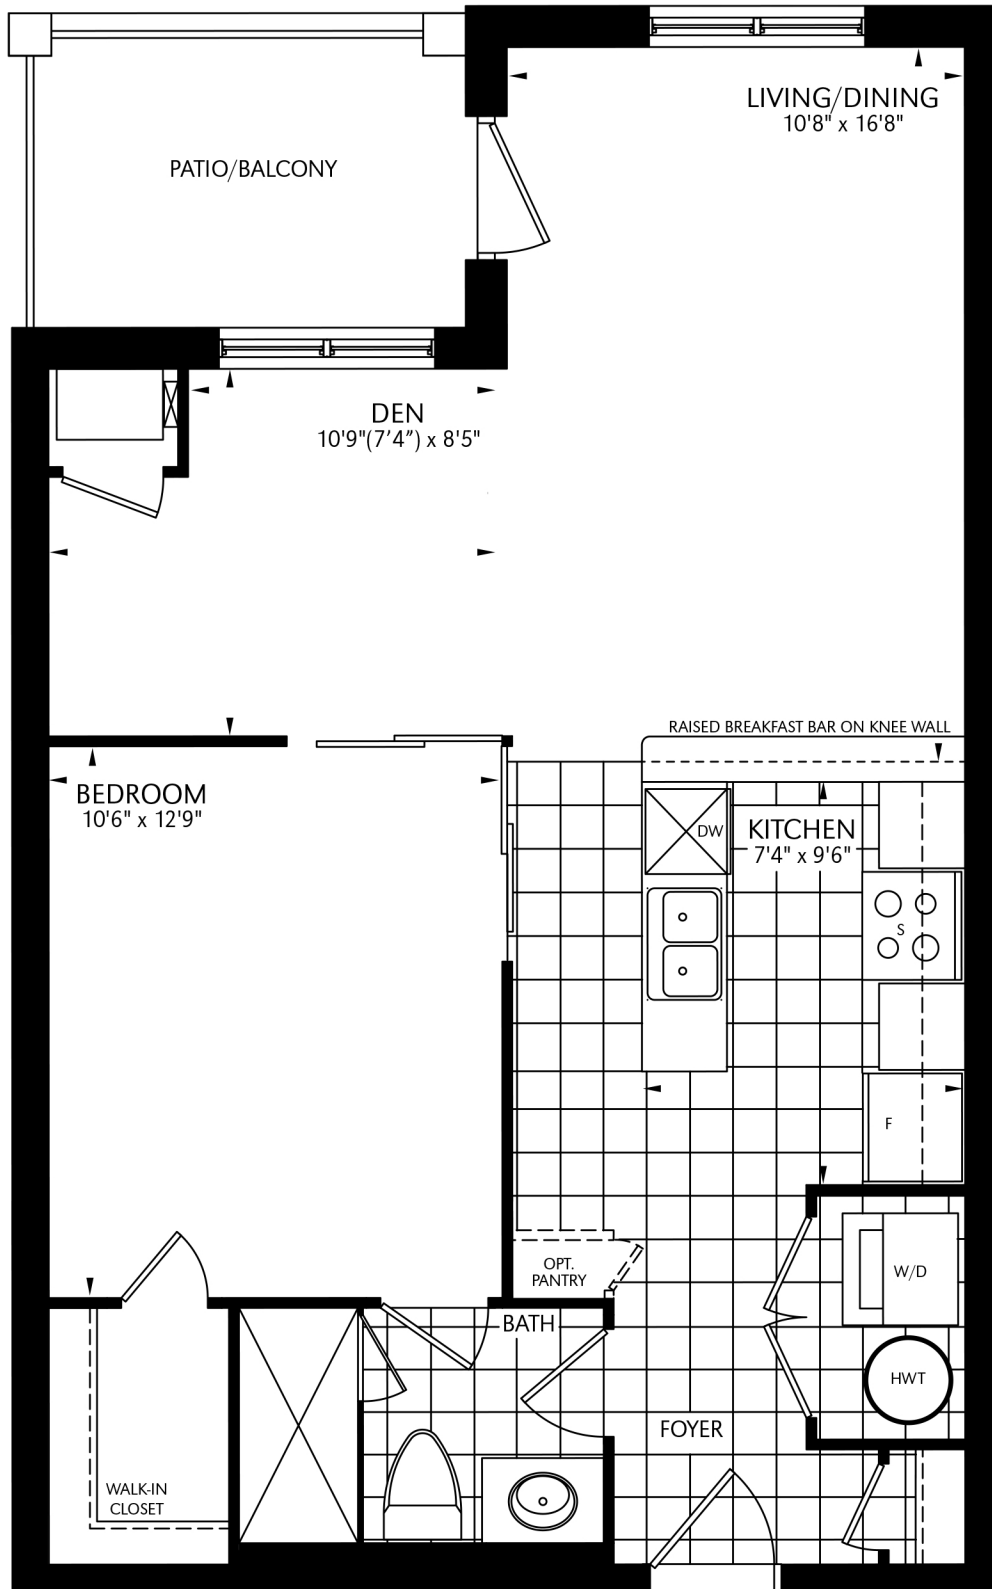 LIVING/DINING
10'8" x 16'8"
PATIO/BALCONY
DEN
10'9"(7'4") x 8'5"
RAISED BREAKFAST BAR ON KNEE WALL
BEDROOM
10'6" x 12'9"
DW
KITCHEN
7'4" x 9'6"
S
F
OPT.
PANTRY
W/D
BATH
HWT
FOYER
WALK-IN
CLOSET